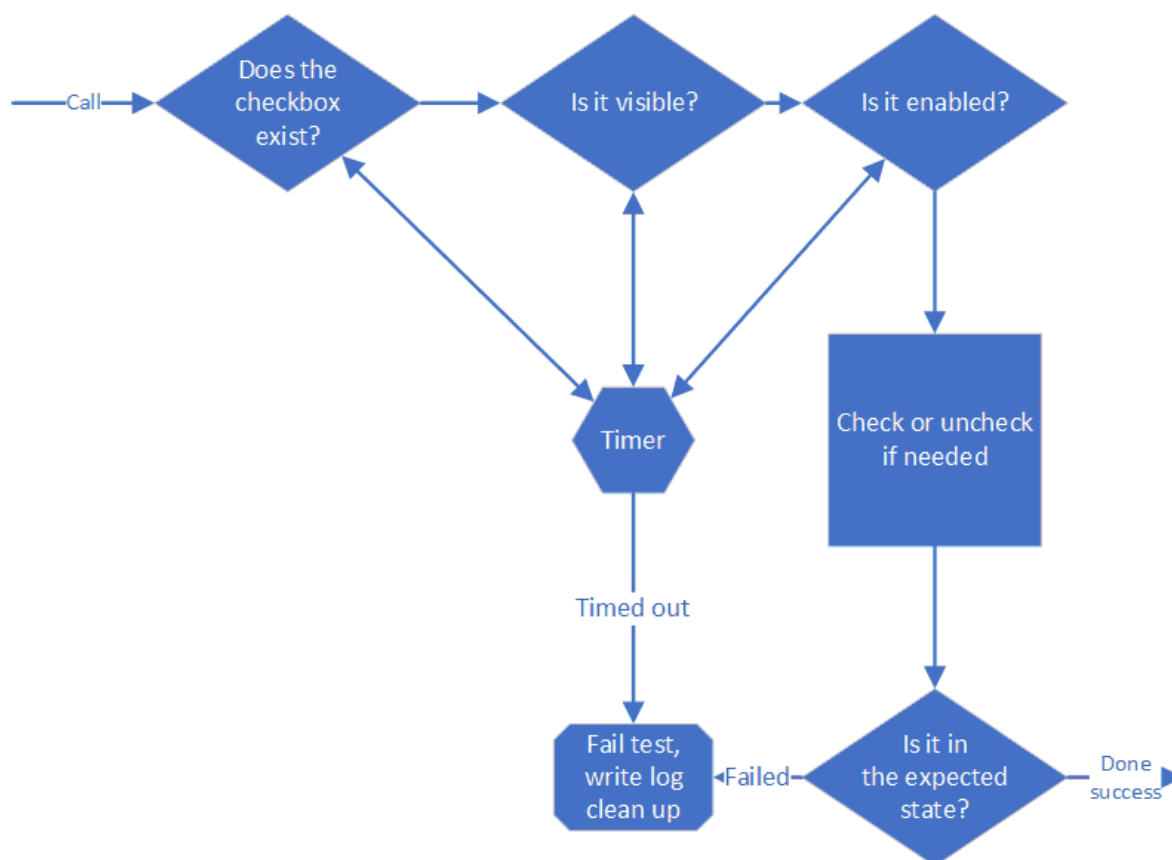 Call
Does the
checkbox
exist?
Is it visible?
Is it enabled?
Timer
Check or uncheck
if needed
Timed out
Fail test,
write log
clean up
Failed
Is it in
the expected
state?
Done
success